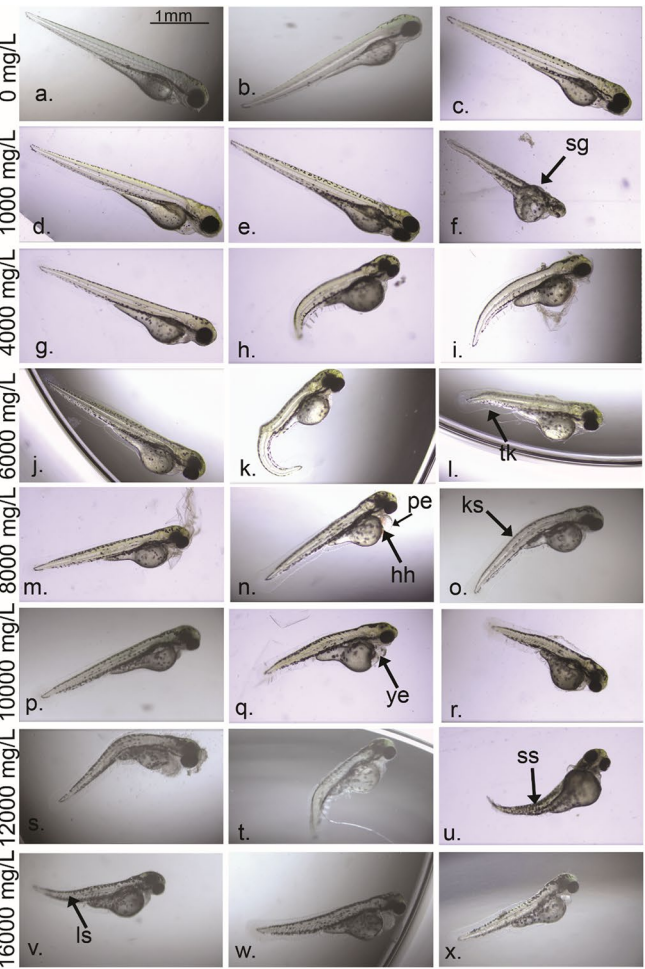 0 mg/L
1mm
a.
b.
c.
1000 mg/L
d.
e.
f.
sg
4000 mg/L
g.
h.
i.
6000 mg/L
j.
k.
l.
tk
8000 mg/L
m.
n.
pe
hh
o.
ks
10000 mg/L
p.
q.
ye
r.
12000 mg/L
s.
t.
u.
ss
16000 mg/L
v.
ls
w.
x.